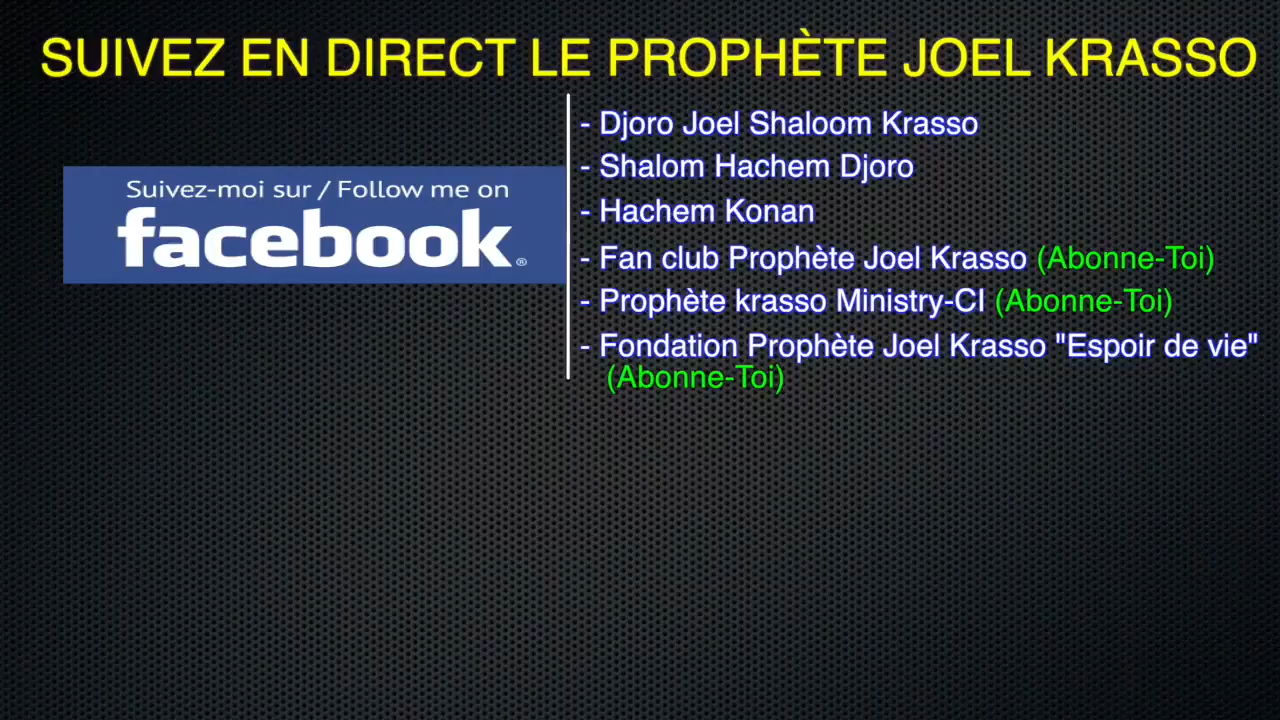 SUIVEZ EN DIRECT LE PROPHÈTE JOEL KRASSO
Suivez-moi sur / Follow me on
facebook®
- Djoro Joel Shaloom Krasso
- Shalom Hachem Djoro
- Hachem Konan
- Fan club Prophète Joel Krasso (Abonne-Toi)
- Prophète krasso Ministry-CI (Abonne-Toi)
- Fondation Prophète Joel Krasso "Espoir de vie"
(Abonne-Toi)